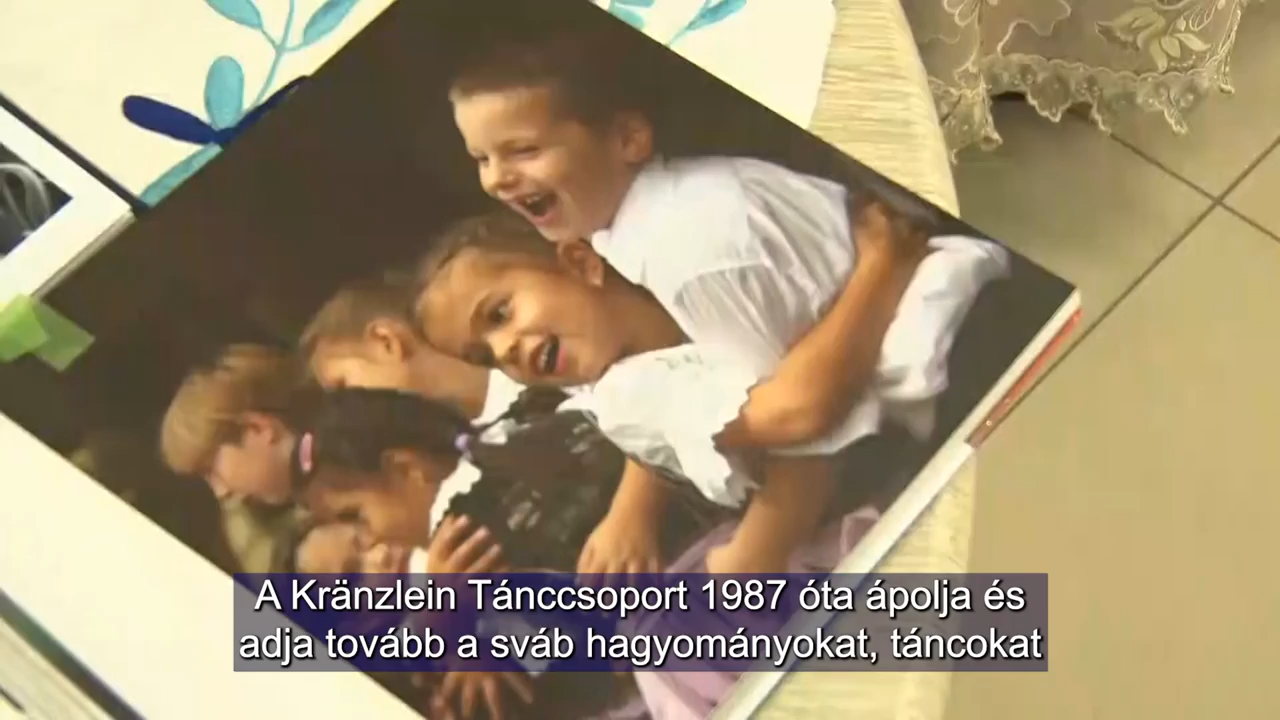 A Kränzlein Tánccsoport 1987 óta ápolja és
adja tovább a sváb hagyományokat, táncokat